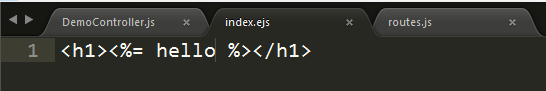 DemoController.js × index.ejs × routes.js ×
1 <h1><%= hello %></h1>